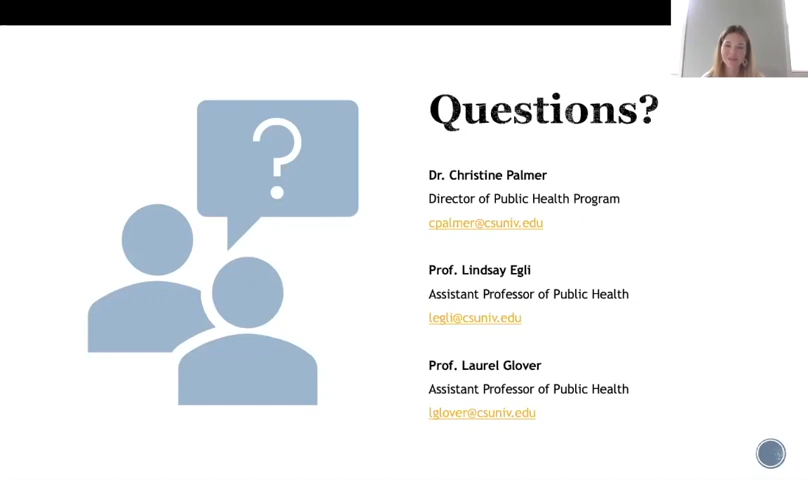 ?
Questions?
Dr. Christine Palmer
Director of Public Health Program
cpalmer@csuniv.edu
Prof. Lindsay Egli
Assistant Professor of Public Health
legli@csuniv.edu
Prof. Laurel Glover
Assistant Professor of Public Health
lglover@csuniv.edu